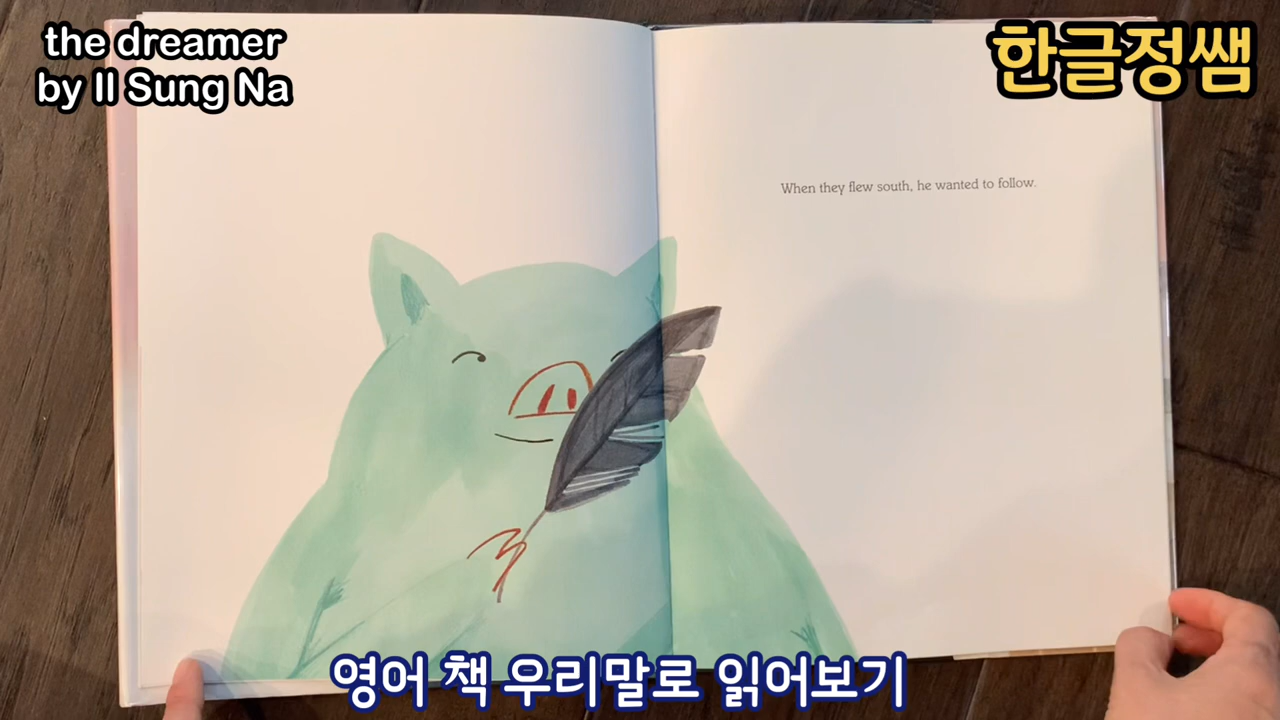 the dreamer
by Il Sung Na
한글정쌤
When they flew south, he wanted to follow.
영어 책 우리말로 읽어보기